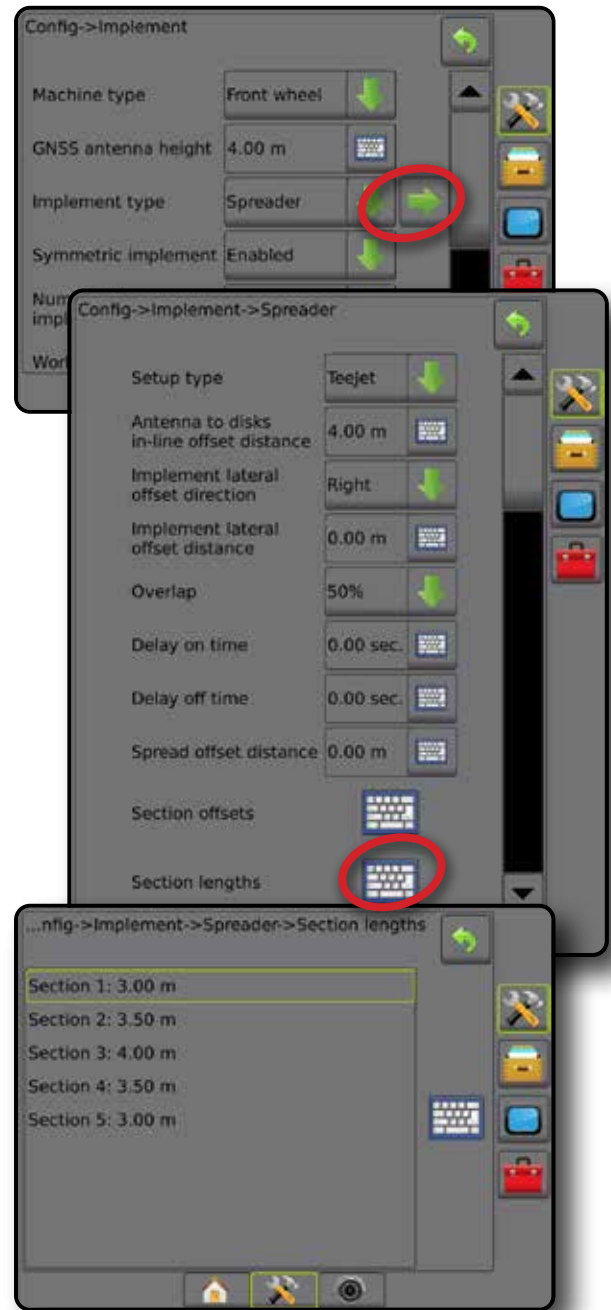 Config->Implement
Machine type Front wheel
GNSS antenna height 4.00 m
Implement type Spreader
Symmetric implement Enabled
Config->Implement->Spreader
Setup type TeeJet
Antenna to disks
in-line offset distance 4.00 m
Implement lateral
offset direction Right
Implement lateral
offset distance 0.00 m
Overlap 50%
Delay on time 0.00 sec.
Delay off time 0.00 sec.
Spread offset distance 0.00 m
Section offsets
Section lengths
...nfig->Implement->Spreader->Section lengths
Section 1: 3.00 m
Section 2: 3.50 m
Section 3: 4.00 m
Section 4: 3.50 m
Section 5: 3.00 m